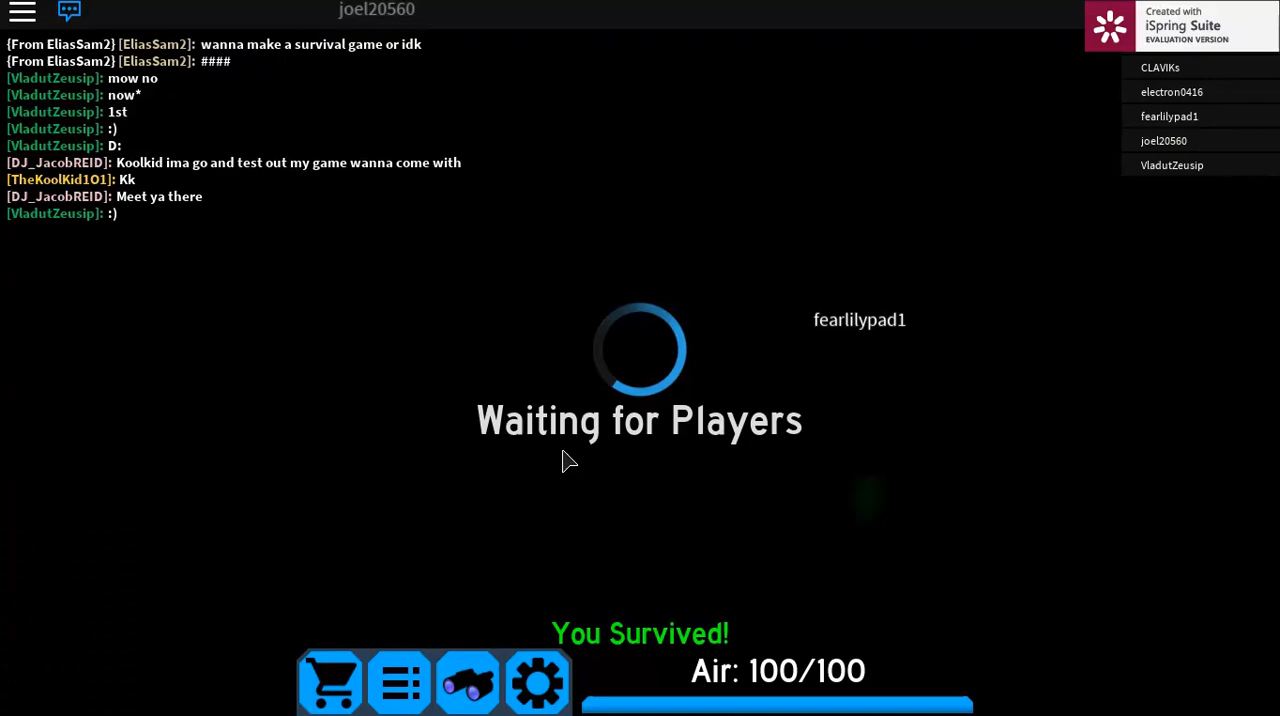 joel20560
Created with
iSpring Suite
EVALUATION VERSION
{From EliasSam2} [EliasSam2]: wanna make a survival game or idk
{From EliasSam2} [EliasSam2]: ####
[VladutZeusip]: mow no
[VladutZeusip]: now*
[VladutZeusip]: 1st
[VladutZeusip]: :)
[VladutZeusip]: D:
[DJ_JacobREID]: Koolkid ima go and test out my game wanna come with
[TheKoolKid1O1]: Kk
[DJ_JacobREID]: Meet ya there
[VladutZeusip]: :)
CLAVIKs
electron0416
fearlilypad1
joel20560
VladutZeusip
fearlilypad1
Waiting for Players
You Survived!
Air: 100/100